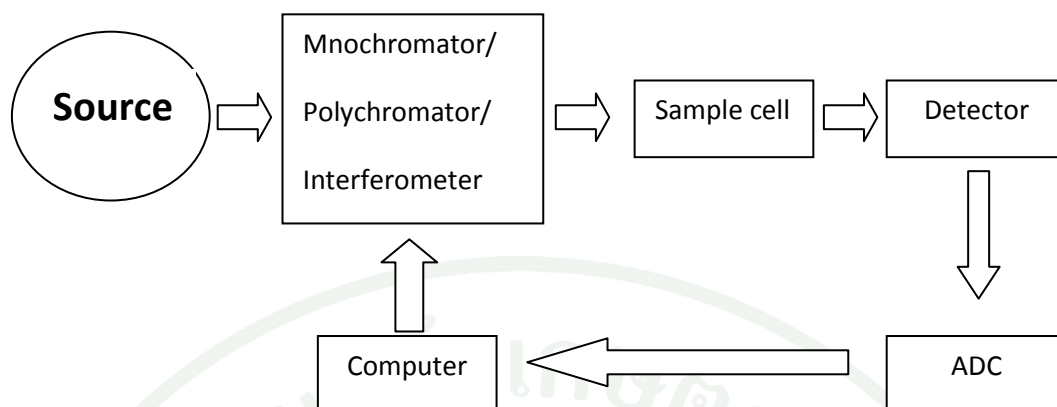 Source
Mnochromator/
Polychromator/
Interferometer
Sample cell
Detector
Computer
ADC